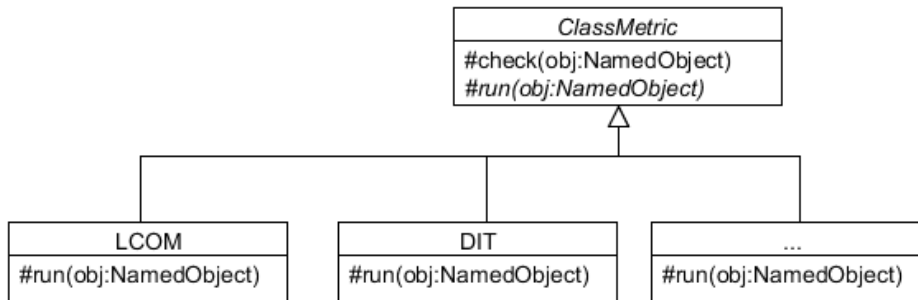 ClassMetric
#check(obj:NamedObject)
#run(obj:NamedObject)
LCOM
#run(obj:NamedObject)
DIT
#run(obj:NamedObject)
...
#run(obj:NamedObject)